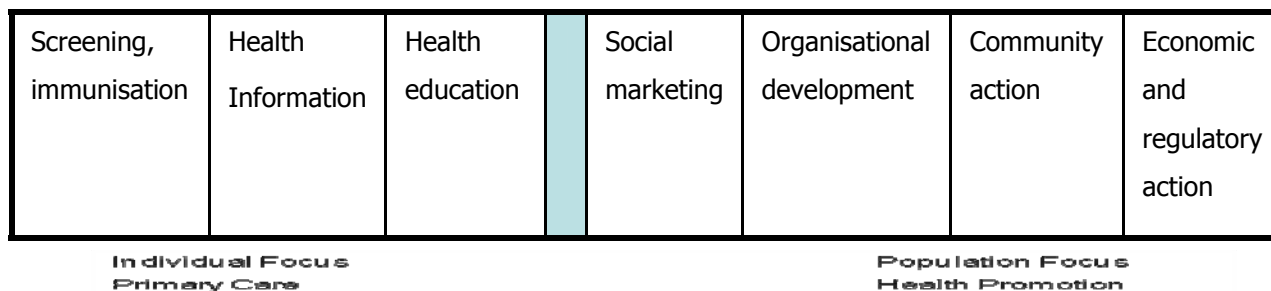 Screening,
immunisation
Health
Information
Health
education
Social
marketing
Organisational
development
Community
action
Economic
and
regulatory
action
Individual Focus
Primary Care
Population Focus
Health Promotion